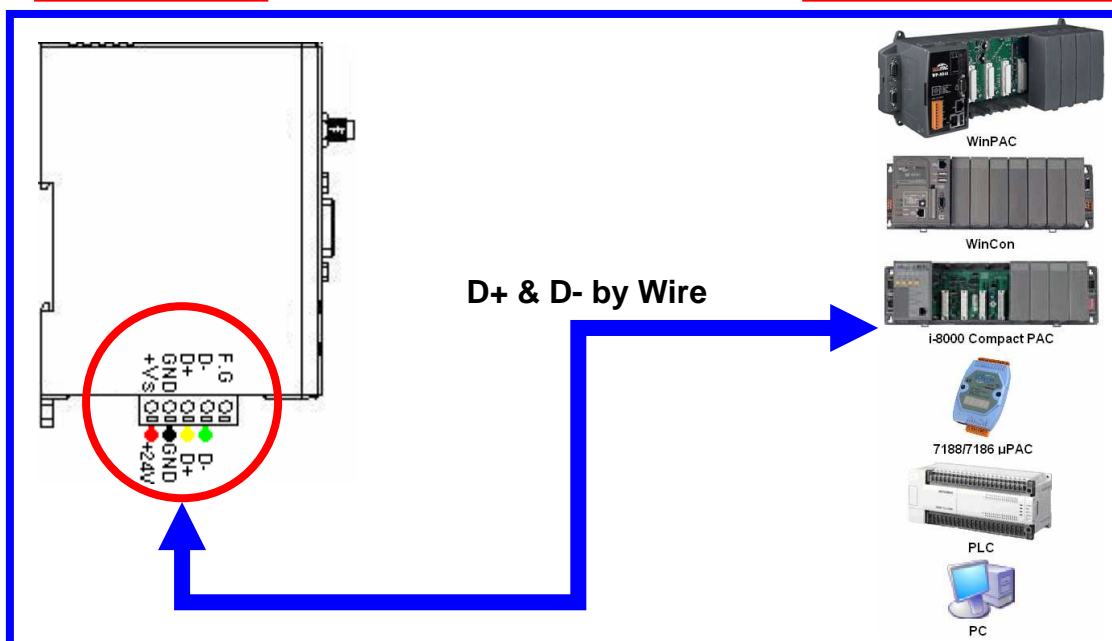 WinPAC
WinCon
D+ & D- by Wire
i-8000 Compact PAC
+Vs
GND
D+
D-
F.G
+24V
GND
D+
D-
7188/7186 µPAC
PLC
PC